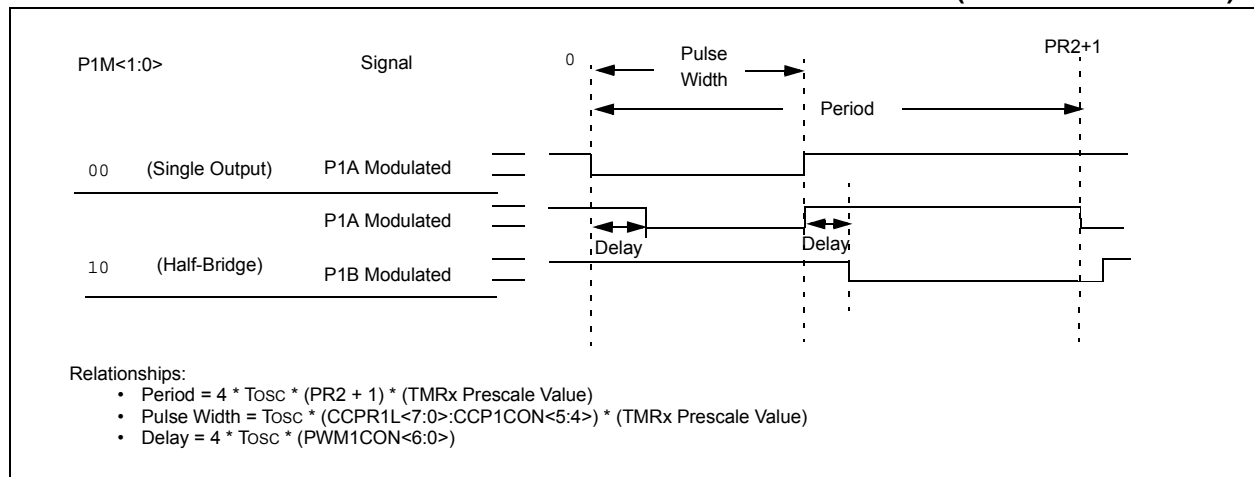 P1M<1:0>
Signal
0
Pulse
Width
PR2+1
Period
00 (Single Output) P1A Modulated
P1A Modulated
Delay Delay
10 (Half-Bridge) P1B Modulated
Relationships:
• Period = 4 * TOSC * (PR2 + 1) * (TMRx Prescale Value)
• Pulse Width = TOSC * (CCPR1L<7:0>:CCP1CON<5:4>) * (TMRx Prescale Value)
• Delay = 4 * TOSC * (PWM1CON<6:0>)